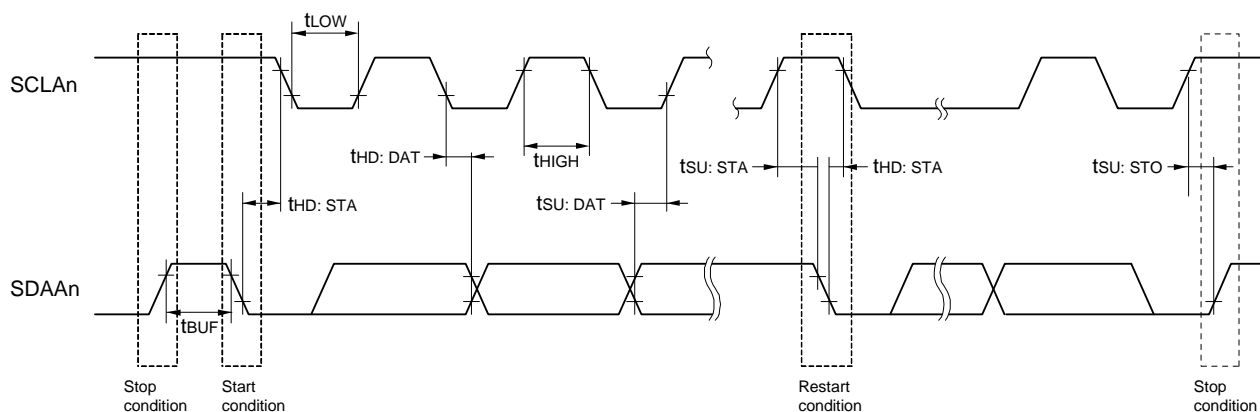 tLOW
SCLAn
tHD: DAT
tHIGH
tSU: STA
tHD: STA
tSU: STO
tHD: STA
tSU: DAT
SDAAn
tBUF
Stop
condition
Start
condition
Restart
condition
Stop
condition